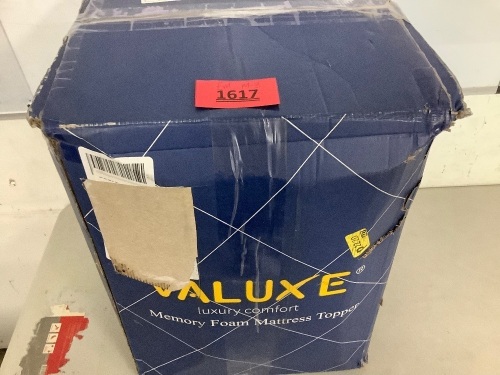 1617
VALUXE®
luxury comfort
Memory Foam Mattress Topper